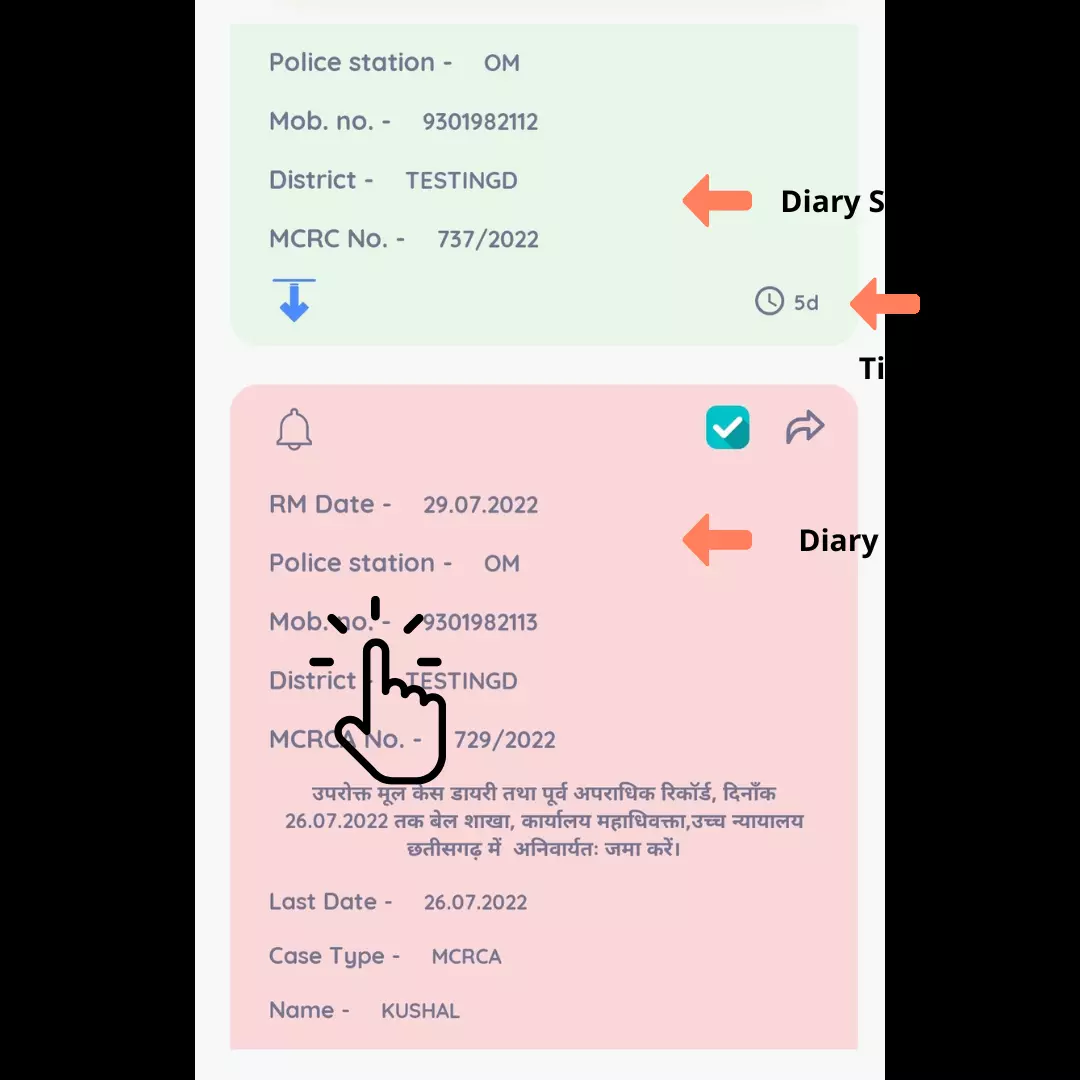 Police station - OM
Mob. no. - 9301982112
District - TESTINGD
Diary S
MCRC No. - 737/2022
5d
Ti
RM Date - 29.07.2022
Diary
Police station - OM
Mob. no. - 9301982113
District - TESTINGD
MCRCA No. - 729/2022
उपरोक्त मूल केस डायरी तथा पूर्व अपराधिक रिकॉर्ड, दिनाँक
26.07.2022 तक बेल शाखा, कार्यालय महाधिवक्ता,उच्च न्यायालय
छतीसगढ़ में अनिवार्यतः जमा करें।
Last Date - 26.07.2022
Case Type - MCRCA
Name - KUSHAL